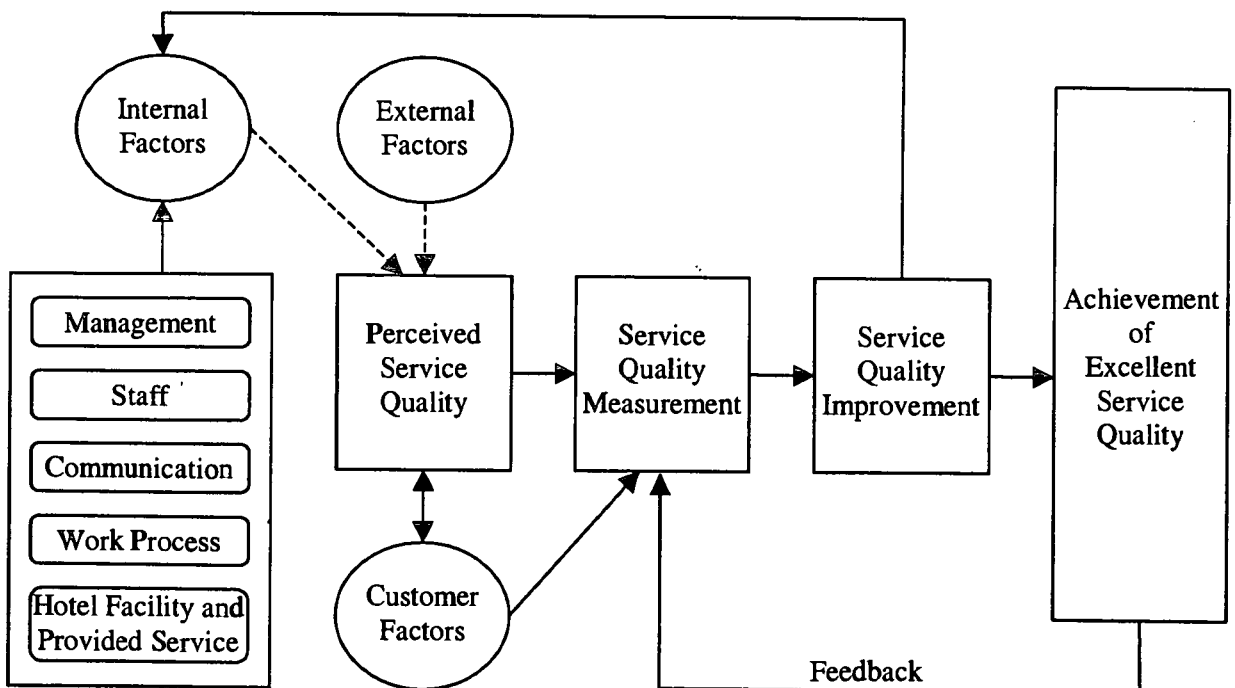 Internal
Factors
External
Factors
Management
Staff
Communication
Work Process
Hotel Facility and
Provided Service
Perceived
Service
Quality
Service
Quality
Measurement
Service
Quality
Improvement
Achievement
of
Excellent
Service
Quality
Customer
Factors
Feedback